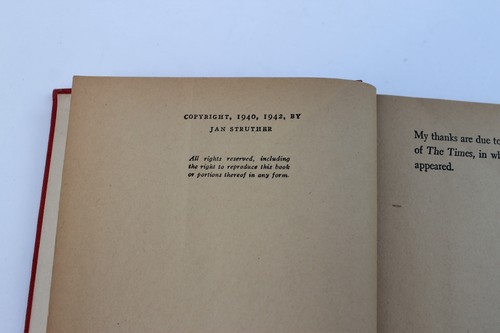 COPYRIGHT, 1940, 1942, BY
JAN STRUTHER
All rights reserved, including
the right to reproduce this book
or portions thereof in any form.
My thanks are due to
of The Times, in wh
appeared.